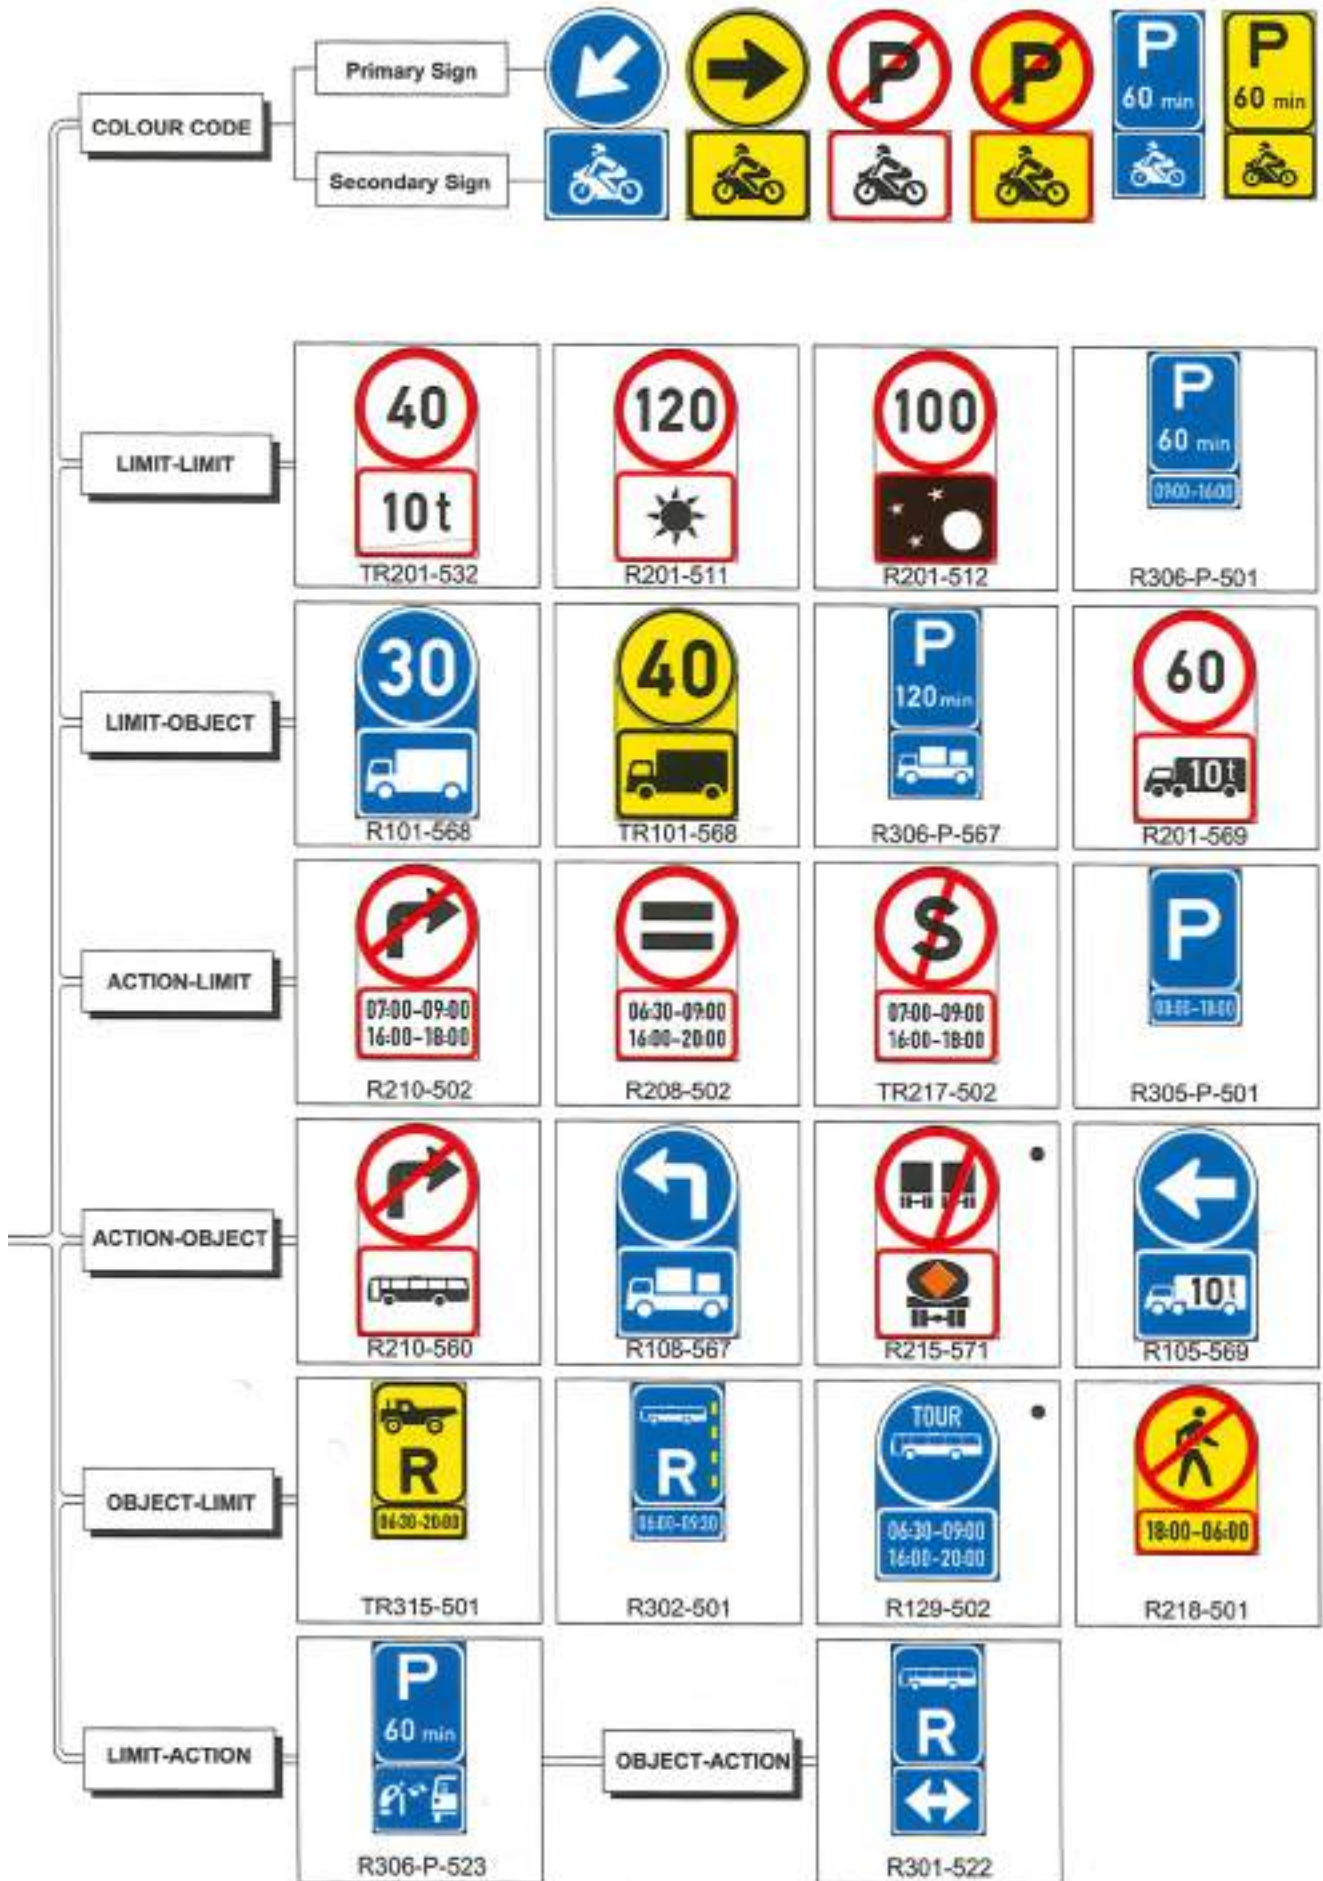 Primary Sign
COLOUR CODE
Secondary Sign
P
P
P
60 min
P
60 min
LIMIT-LIMIT
40
10t
TR201-532
120
R201-511
100
R201-512
P
60 min
09:00-16:00
R306-P-501
LIMIT-OBJECT
30
R101-568
40
TR101-568
P
120 min
R306-P-567
60
10t
R201-569
ACTION-LIMIT
07:00-09:00
16:00-18:00
R210-502
06:30-09:00
16:00-20:00
R208-502
S
07:00-09:00
16:00-18:00
TR217-502
P
R305-P-501
ACTION-OBJECT
R210-560
R108-567
R215-571
10t
R105-569
OBJECT-LIMIT
R
06:30-20:00
TR315-501
R
R302-501
TOUR
06:30-09:00
16:00-20:00
R129-502
18:00-06:00
R218-501
LIMIT-ACTION
P
60 min
R306-P-523
OBJECT-ACTION
R
R301-522